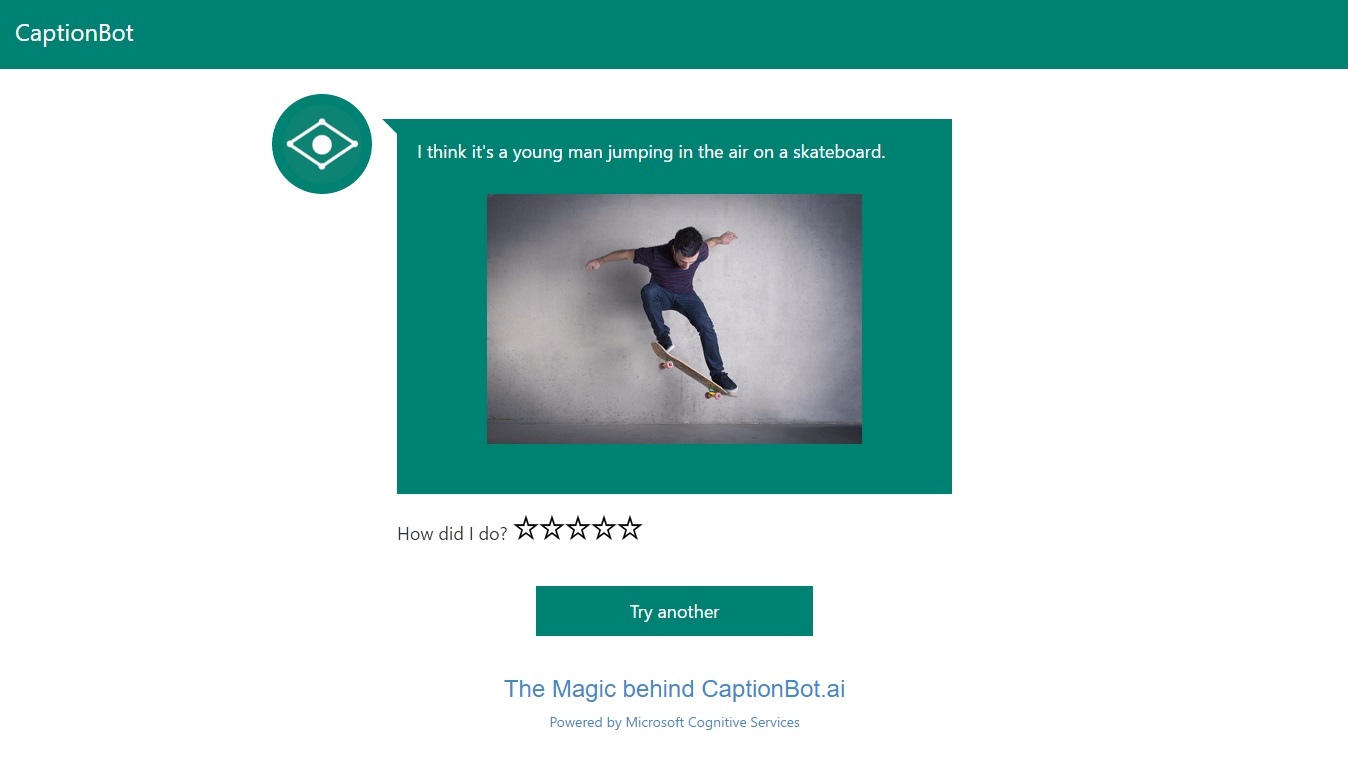 CaptionBot
I think it's a young man jumping in the air on a skateboard.
How did I do?
Try another
The Magic behind CaptionBot.ai
Powered by Microsoft Cognitive Services